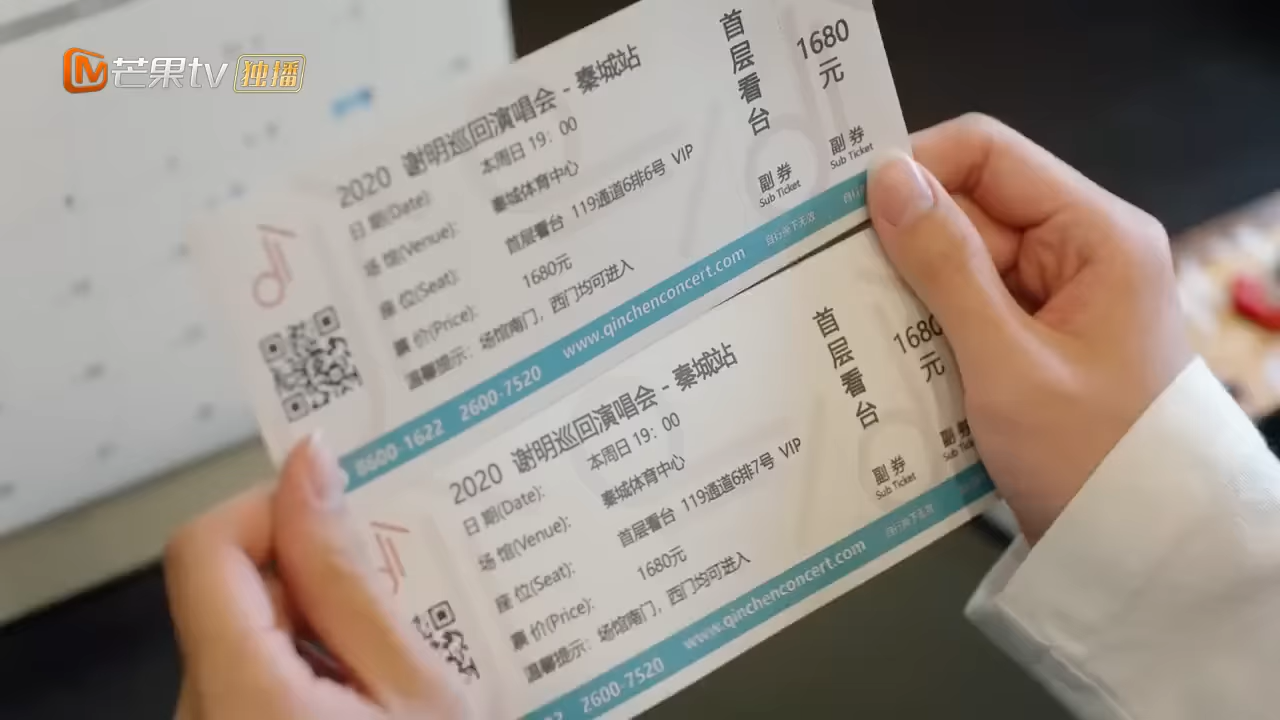 芒果tv 独播
2020 谢明巡回演唱会 - 秦城站
日 期(Date): 本周日 19：00
场 馆(Venue): 秦城体育中心
座 位(Seat): 首层看台 119通道6排6号 VIP
票 价(Price): 1680元
温馨提示: 场馆南门，西门均可进入
8600-1622 2600-7520 www.qinchenconcert.com
首层看台
副 券
Sub Ticket
1680
元
副 券
Sub Ticket
2020 谢明巡回演唱会 - 秦城站
日 期(Date): 本周日 19：00
场 馆(Venue): 秦城体育中心
座 位(Seat): 首层看台 119通道6排7号 VIP
票 价(Price): 1680元
温馨提示: 场馆南门，西门均可进入
2600-7520 www.qinchenconcert.com
首层看台
副 券
Sub Ticket
1680
元
副
Sub